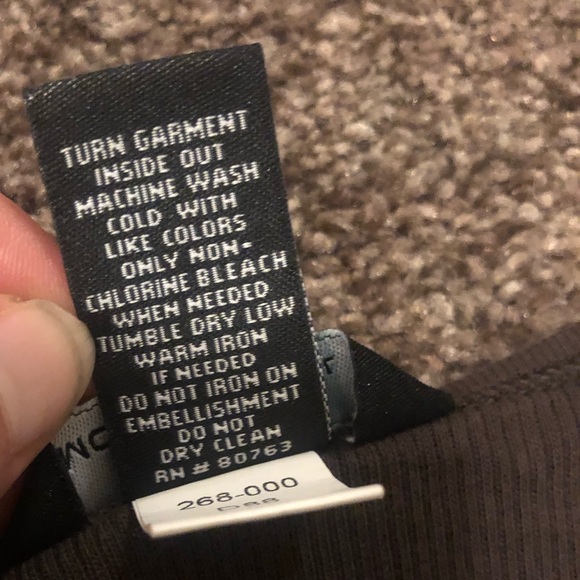 TURN GARMENT
INSIDE OUT
MACHINE WASH
COLD WITH
LIKE COLORS
ONLY NON-
CHLORINE BLEACH
WHEN NEEDED
TUMBLE DRY LOW
WARM IRON
IF NEEDED
DO NOT IRON ON
EMBELLISHMENT
DO NOT
DRY CLEAN
RN # 80763
268-000